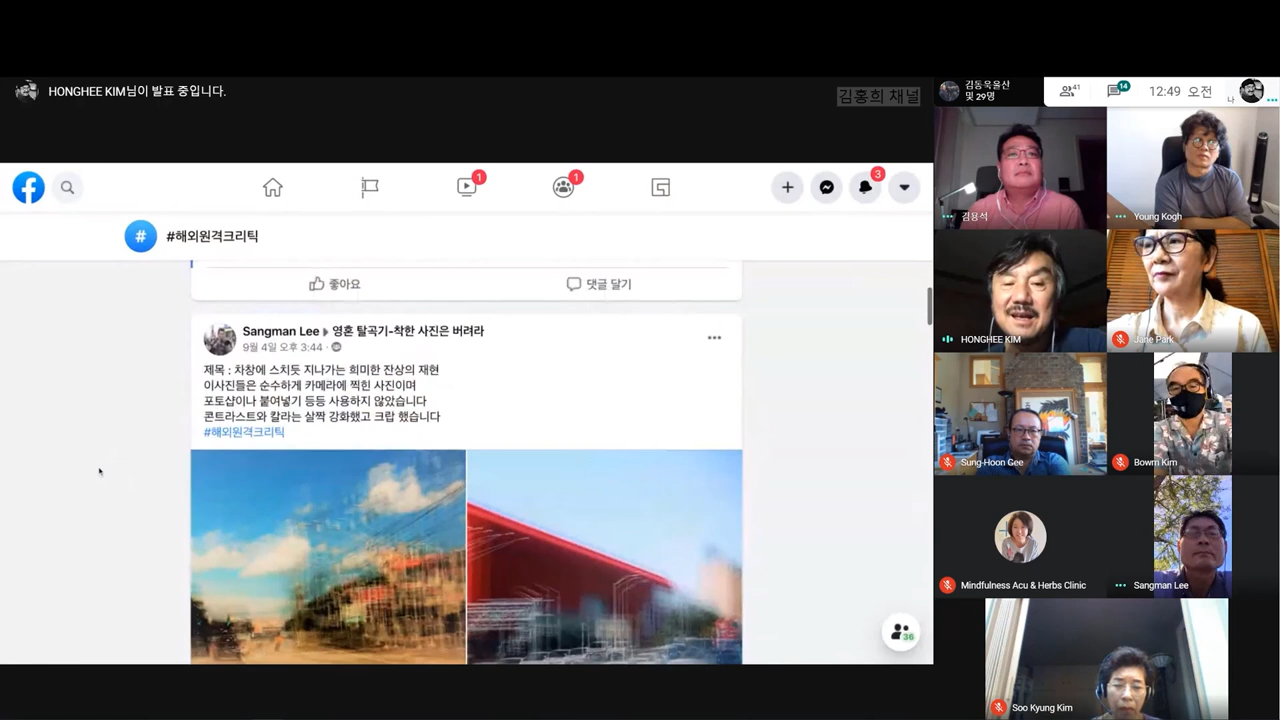 HONGHEE KIM님이 발표 중입니다.
김홍희 채널
김동욱울산
및 29명
41
14
12:49 오전
나
1
1
3
#
#해외원격크리틱
좋아요
댓글 달기
Sangman Lee ▸ 영혼 탈곡기-착한 사진은 버려라
9월 4일 오후 3:44 ·
제목 : 차창에 스치듯 지나가는 희미한 잔상의 재현
이사진들은 순수하게 카메라에 찍힌 사진이며
포토샵이나 붙여넣기 등등 사용하지 않았습니다
콘트라스트와 칼라는 살짝 강화했고 크랍 했습니다
#해외원격크리틱
36
김용석
Young Kogh
HONGHEE KIM
Jane Park
Sung-Hoon Gee
Bowm Kim
Mindfulness Acu & Herbs Clinic
Sangman Lee
Soo Kyung Kim